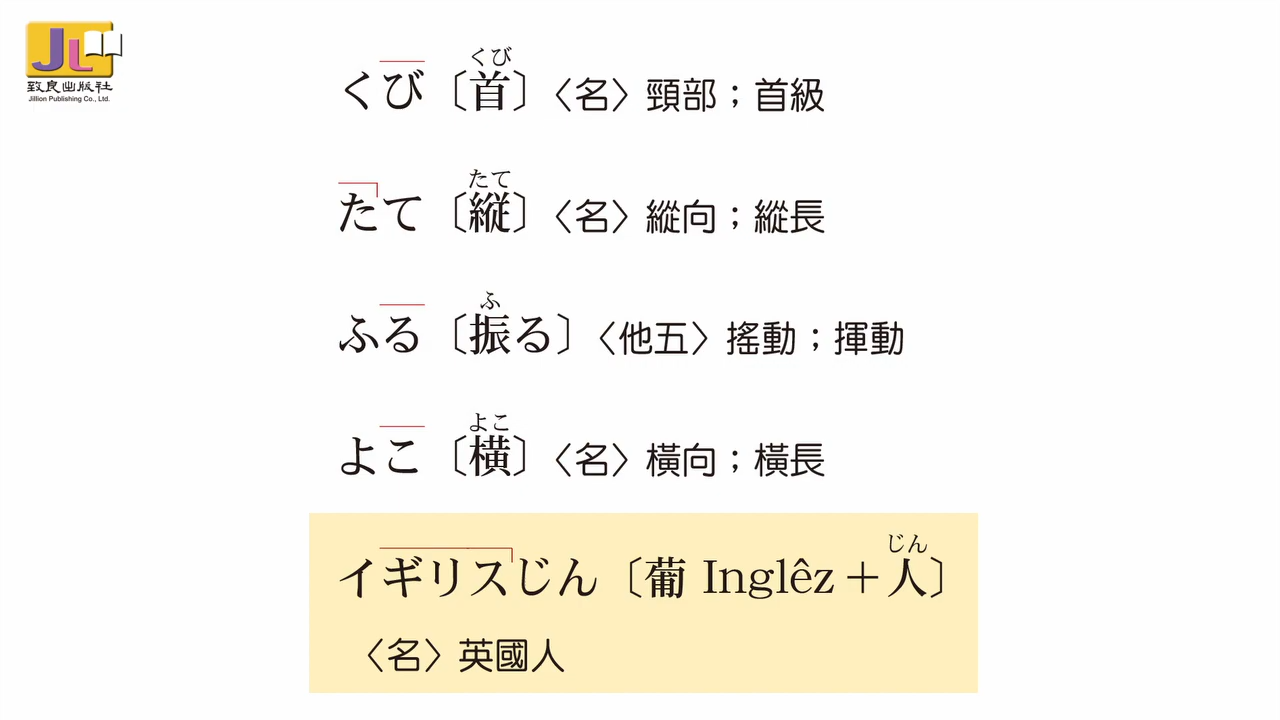 JL
致良出版社
Jillion Publishing Co., Ltd.
くび
くび〔首〕〈名〉頸部；首級
たて
たて〔縦〕〈名〉縱向；縱長
ふ
ふる〔振る〕〈他五〉搖動；揮動
よこ
よこ〔横〕〈名〉橫向；橫長
じん
イギリスじん〔葡 Inglêz＋人〕
〈名〉英國人